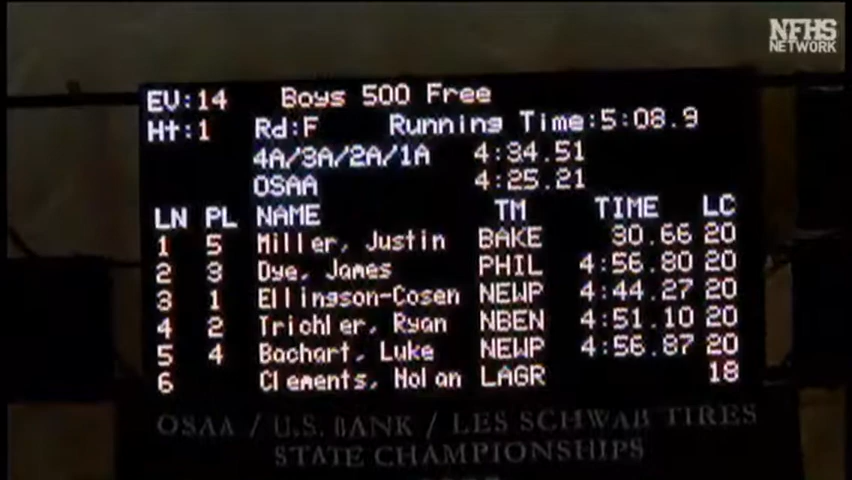 NFHS
NETWORK
EV:14 Boys 500 Free
Ht:1 Rd:F Running Time:5:08.9
4A/3A/2A/1A 4:34.51
OSAA 4:25.21
LN PL NAME TM TIME LC
1 5 Miller, Justin BAKE 30.66 20
2 3 Dye, James PHIL 4:56.80 20
3 1 Ellingson-Cosen NEWP 4:44.27 20
4 2 Trichler, Ryan NBEN 4:51.10 20
5 4 Bachart, Luke NEWP 4:56.87 20
6 Clements, Nolan LAGR 18
OSAA / U.S. BANK / LES SCHWAB TIRES
STATE CHAMPIONSHIPS